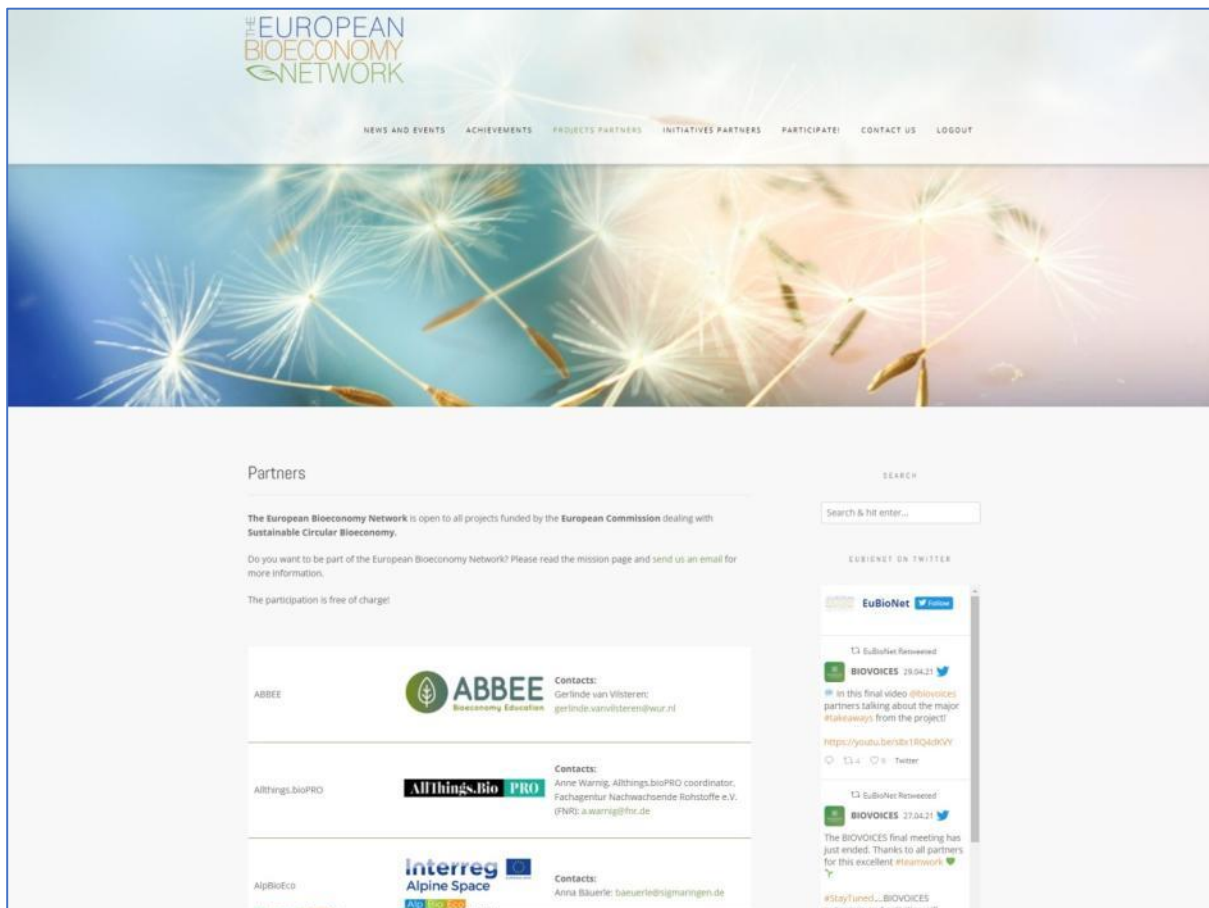 THE EUROPEAN
BIOECONOMY
NETWORK
NEWS AND EVENTS ACHIEVEMENTS PROJECTS PARTNERS INITIATIVES PARTNERS PARTICIPATE! CONTACT US LOGOUT
Partners
The European Bioeconomy Network is open to all projects funded by the European Commission dealing with
Sustainable Circular Bioeconomy.
Do you want to be part of the European Bioeconomy Network? Please read the mission page and send us an email for
more information.
The participation is free of charge!
ABBEE
ABBEE
Bioeconomy Education
Contacts:
Gerlinde van Vilsteren:
gerlinde.vanvilsteren@wur.nl
Allthings.bioPRO
AllThings.Bio PRO
Contacts:
Anne Warnig, Allthings.bioPRO coordinator,
Fachagentur Nachwachsende Rohstoffe e.V.
(FNR): a.warnig@fnr.de
AlpBioEco
Interreg
Alpine Space
Alp Bio Eco
Contacts:
Anna Bäuerle: baeuerle@sigmaringen.de
SEARCH
Search & hit enter...
EUBIONET ON TWITTER
EuBioNet Follow
EuBioNet Retweeted
BIOVOICES 29.04.21
In this final video @biovoices
partners talking about the major
#takeaways from the project!
4 8 Twitter
EuBioNet Retweeted
BIOVOICES 27.04.21
The BIOVOICES final meeting has
just ended. Thanks to all partners
for this excellent #teamwork
#StayTuned....BIOVOICES